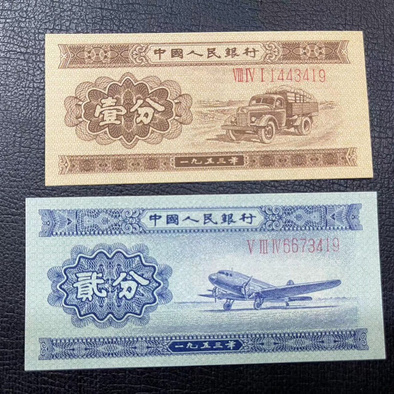 中國人民銀行
VIII IV I 1443419
壹分
一九五三年
中國人民銀行
V III IV 6673419
貳分
一九五三年